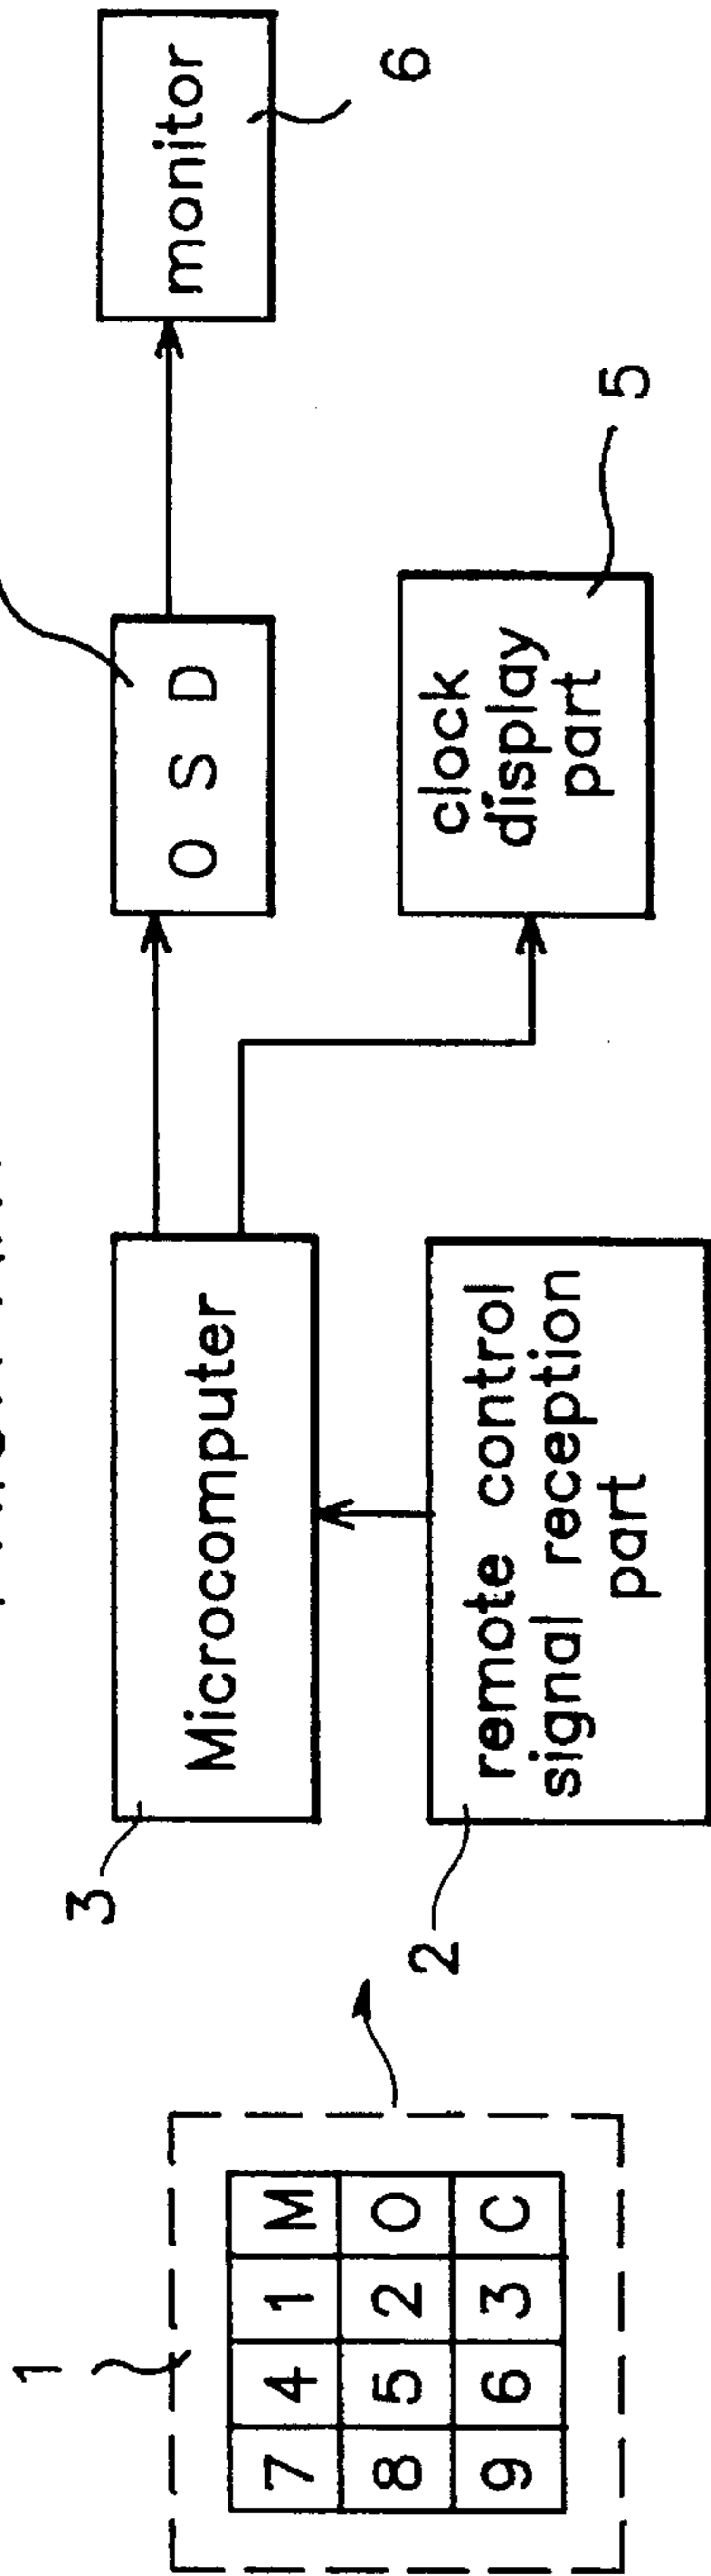 1
7 4 1 M
8 5 2 0
9 6 3 C
3
Microcomputer
2
remote control
signal reception
part
O S D
clock
display
part
5
monitor
6